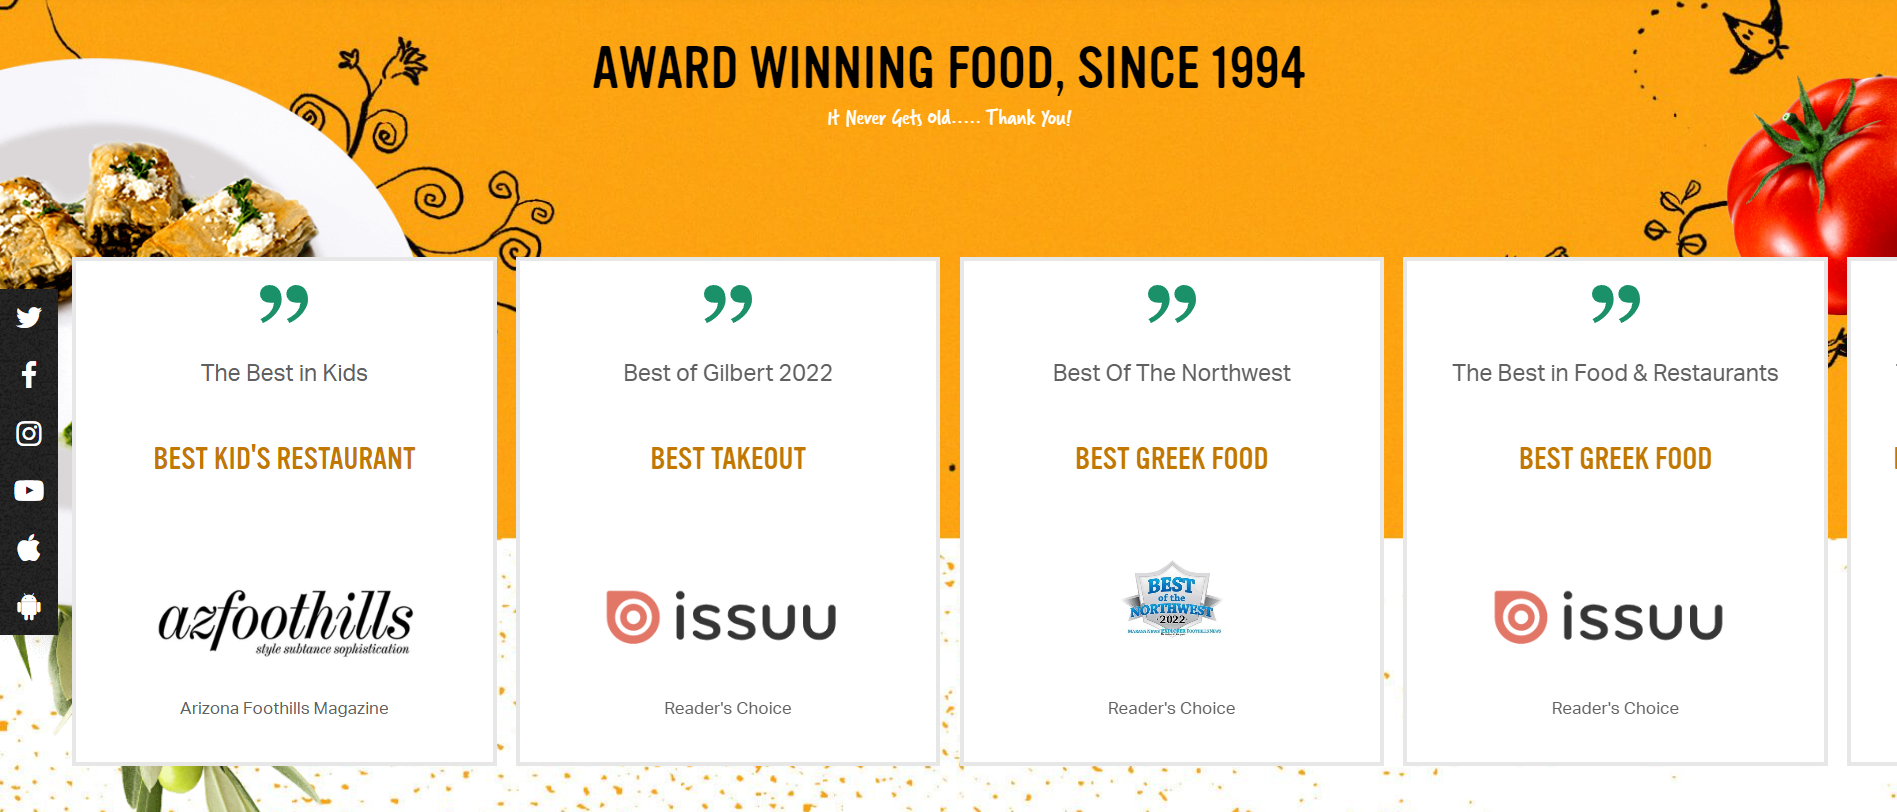 AWARD WINNING FOOD, SINCE 1994
It Never Gets Old..... Thank You!
The Best in Kids
BEST KID'S RESTAURANT
azfoothills
style subtance sophistication
Arizona Foothills Magazine
Best of Gilbert 2022
BEST TAKEOUT
issuu
Reader's Choice
Best Of The Northwest
BEST GREEK FOOD
BEST
of the
NORTHWEST
2022
Reader's Choice
The Best in Food & Restaurants
BEST GREEK FOOD
issuu
Reader's Choice